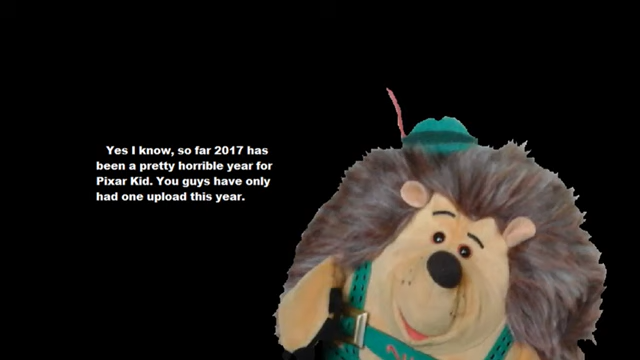 Yes I know, so far 2017 has
been a pretty horrible year for
Pixar Kid. You guys have only
had one upload this year.